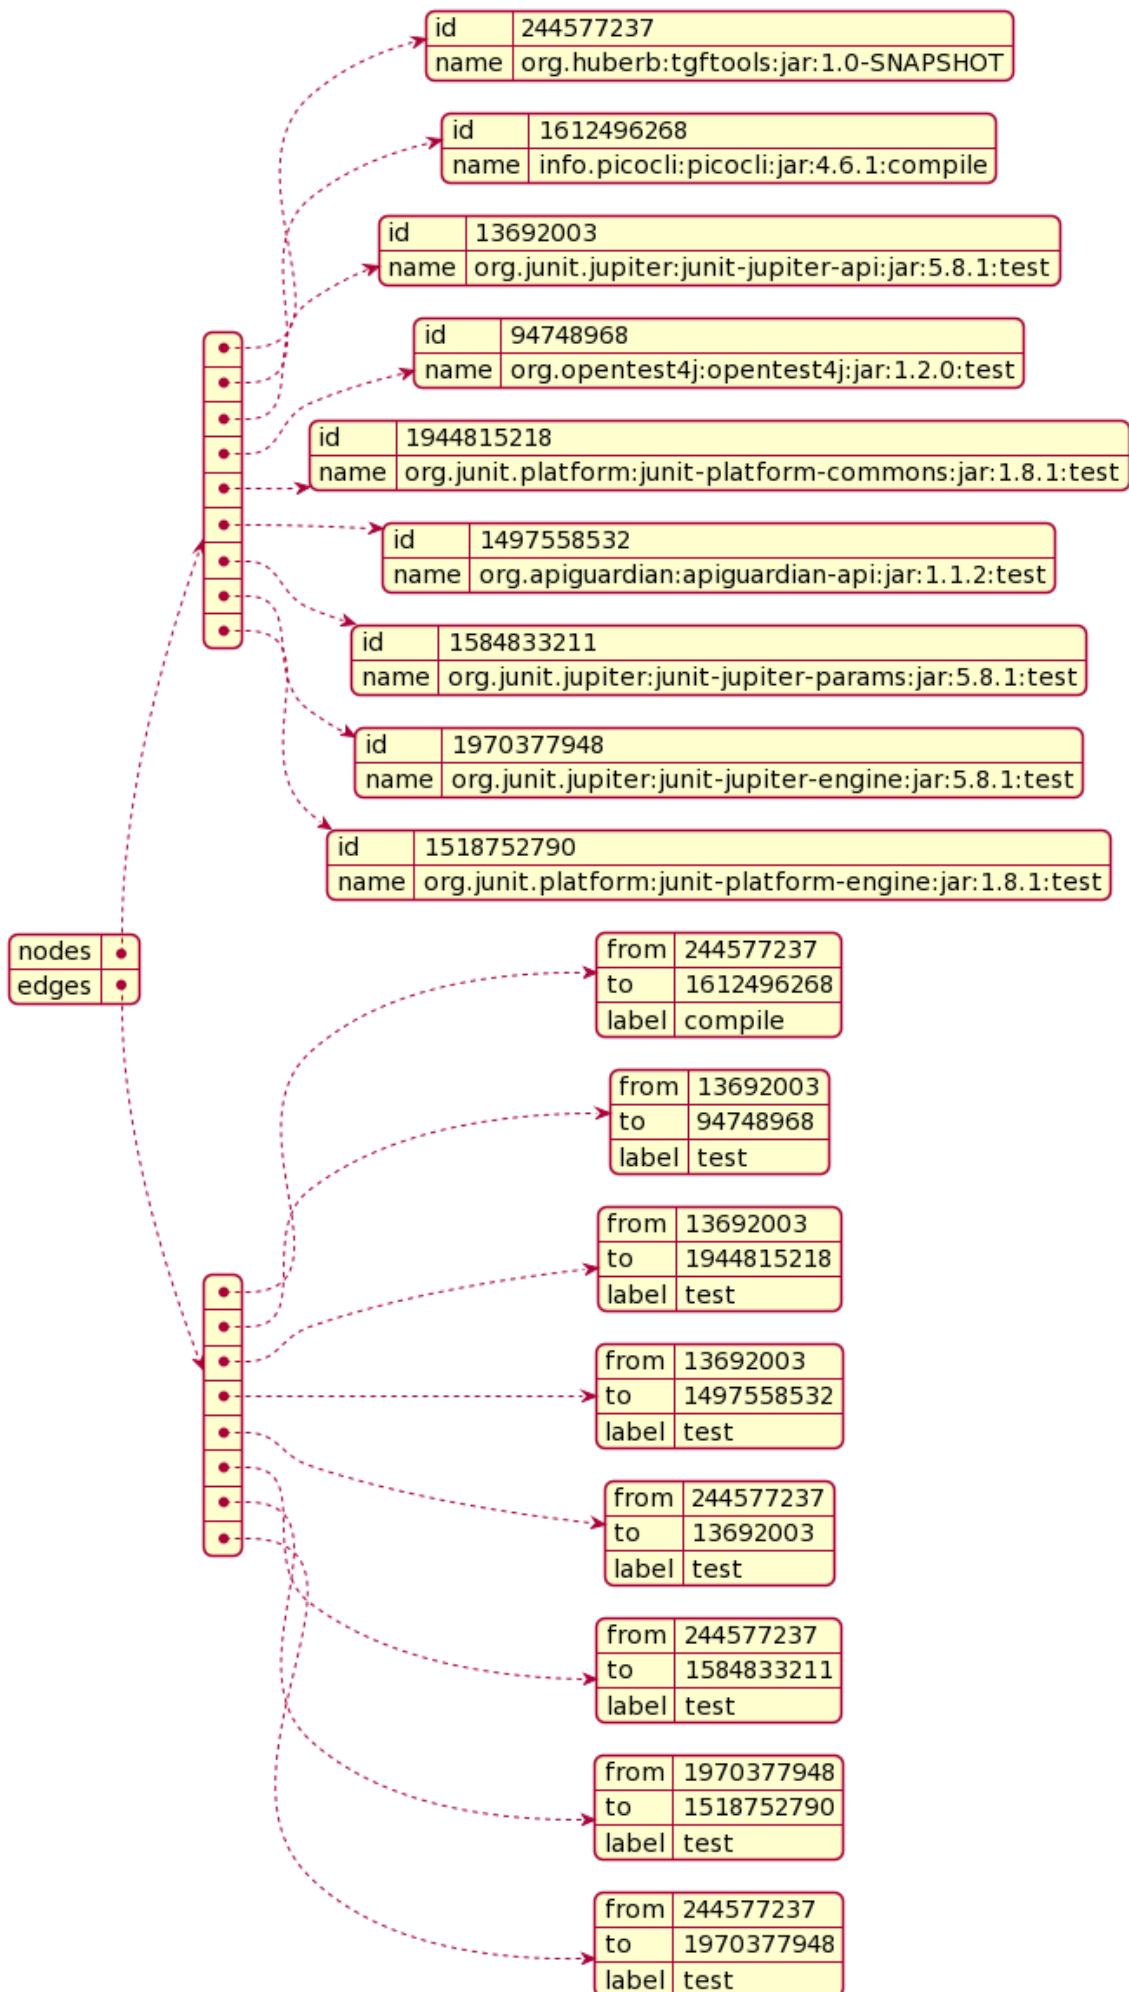 id 244577237
name org.huberb:tgftools:jar:1.0-SNAPSHOT
id 1612496268
name info.picocli:picocli:jar:4.6.1:compile
id 13692003
name org.junit.jupiter:junit-jupiter-api:jar:5.8.1:test
id 94748968
name org.opentest4j:opentest4j:jar:1.2.0:test
id 1944815218
name org.junit.platform:junit-platform-commons:jar:1.8.1:test
id 1497558532
name org.apiguardian:apiguardian-api:jar:1.1.2:test
id 1584833211
name org.junit.jupiter:junit-jupiter-params:jar:5.8.1:test
id 1970377948
name org.junit.jupiter:junit-jupiter-engine:jar:5.8.1:test
id 1518752790
name org.junit.platform:junit-platform-engine:jar:1.8.1:test
nodes
edges
from 244577237
to 1612496268
label compile
from 13692003
to 94748968
label test
from 13692003
to 1944815218
label test
from 13692003
to 1497558532
label test
from 244577237
to 13692003
label test
from 244577237
to 1584833211
label test
from 1970377948
to 1518752790
label test
from 244577237
to 1970377948
label test